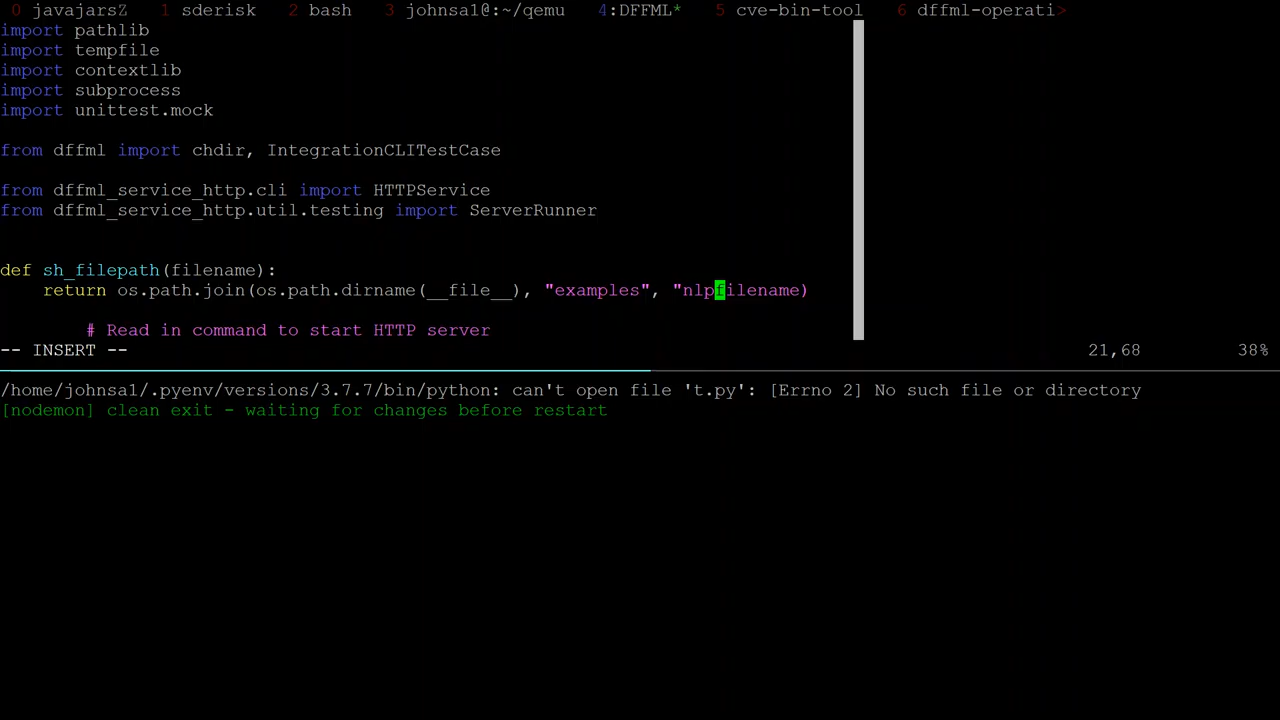 0 javajarsZ 1 sderisk 2 bash 3 johnsa1@:~/qemu 4:DFFML* 5 cve-bin-tool 6 dffml-operati>
import pathlib
import tempfile
import contextlib
import subprocess
import unittest.mock
from dffml import chdir, IntegrationCLITestCase
from dffml_service_http.cli import HTTPService
from dffml_service_http.util.testing import ServerRunner
def sh_filepath(filename):
    return os.path.join(os.path.dirname(__file__), "examples", "nlpfilename)
        # Read in command to start HTTP server
-- INSERT -- 21,68 38%
/home/johnsa1/.pyenv/versions/3.7.7/bin/python: can't open file 't.py': [Errno 2] No such file or directory
[nodemon] clean exit - waiting for changes before restart